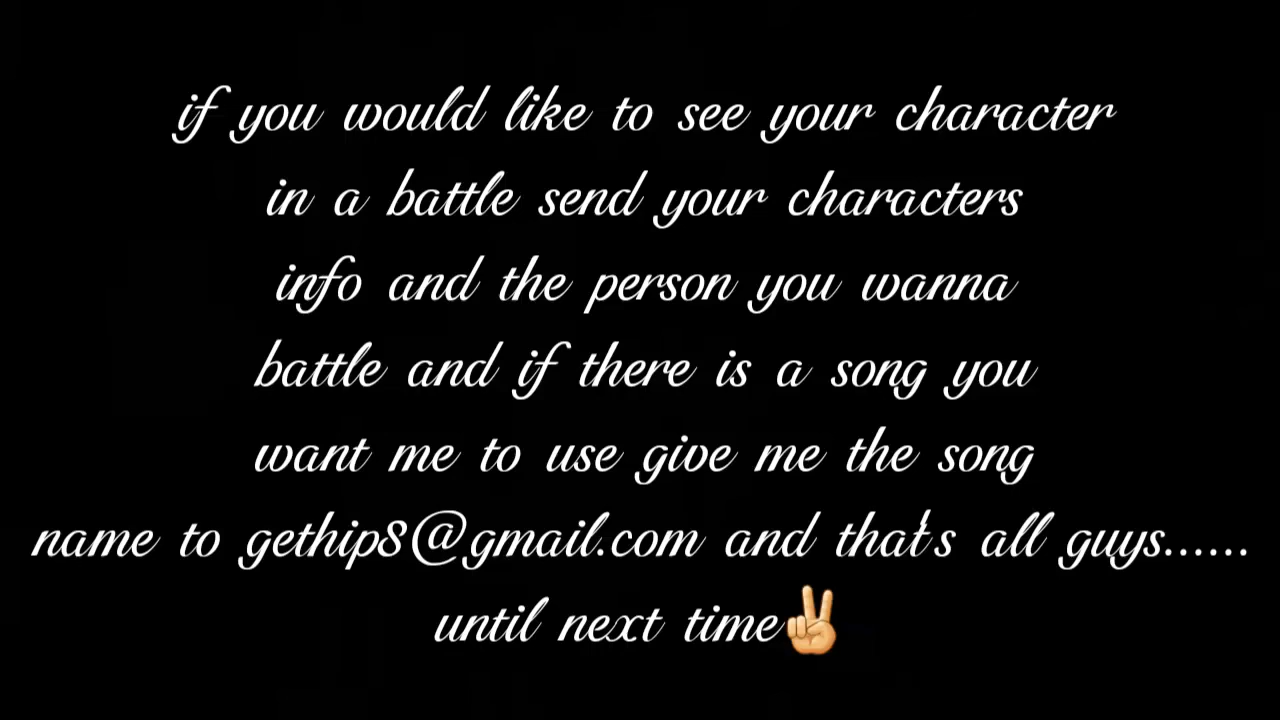 if you would like to see your character
in a battle send your characters
info and the person you wanna
battle and if there is a song you
want me to use give me the song
name to gethip8@gmail.com and that's all guys......
until next time✌